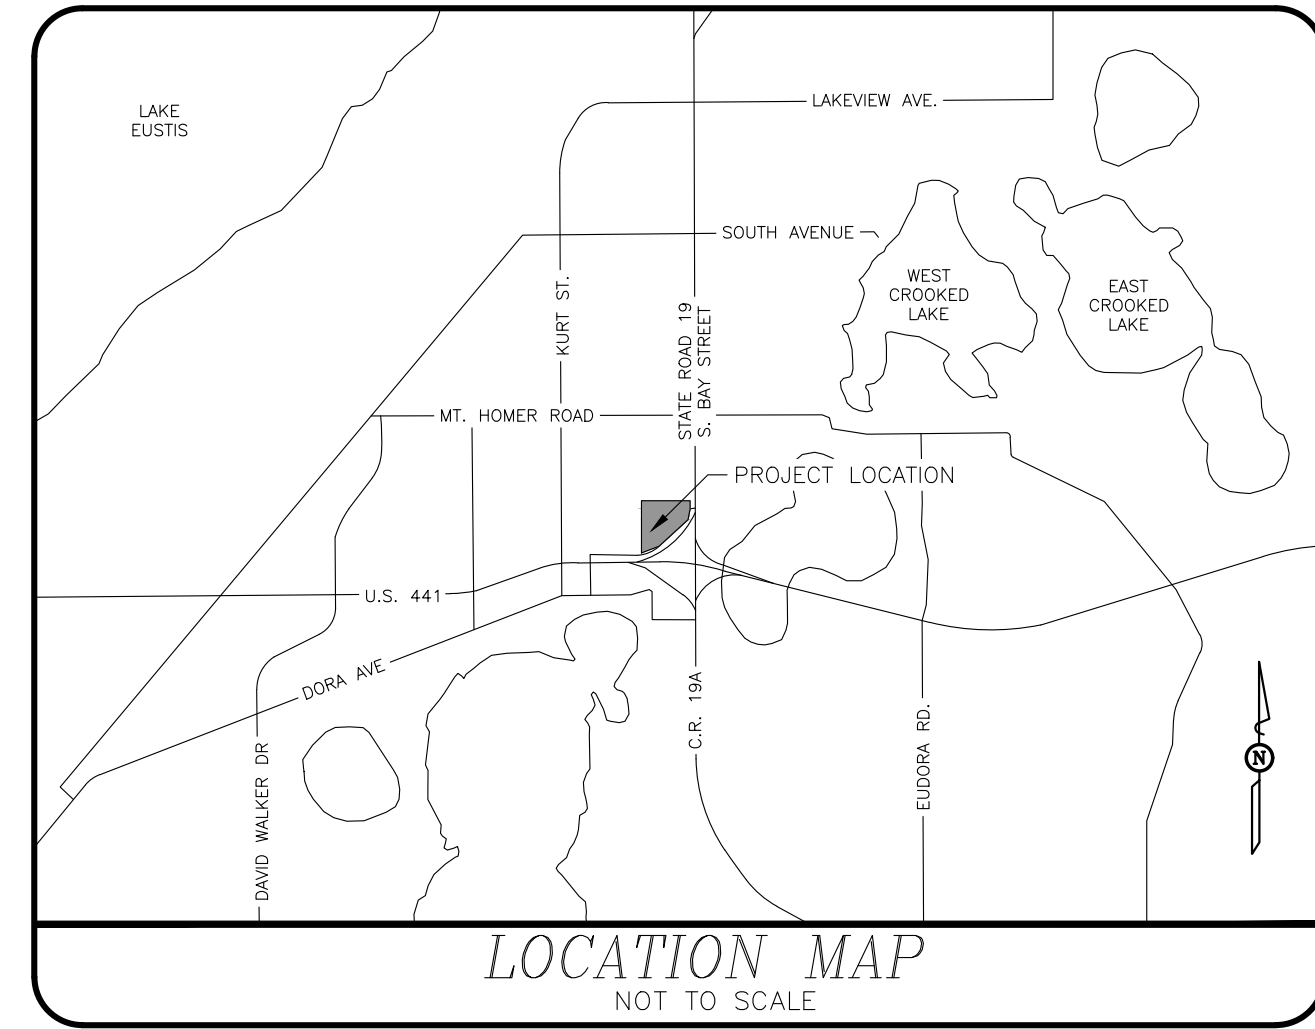 LAKE
EUSTIS
LAKEVIEW AVE.
SOUTH AVENUE
WEST
CROOKED
LAKE
EAST
CROOKED
LAKE
KURT ST.
STATE ROAD 19
S. BAY STREET
MT. HOMER ROAD
PROJECT LOCATION
U.S. 441
DORA AVE
C.R. 19A
EUDORA RD.
DAVID WALKER DR
N
LOCATION MAP
NOT TO SCALE